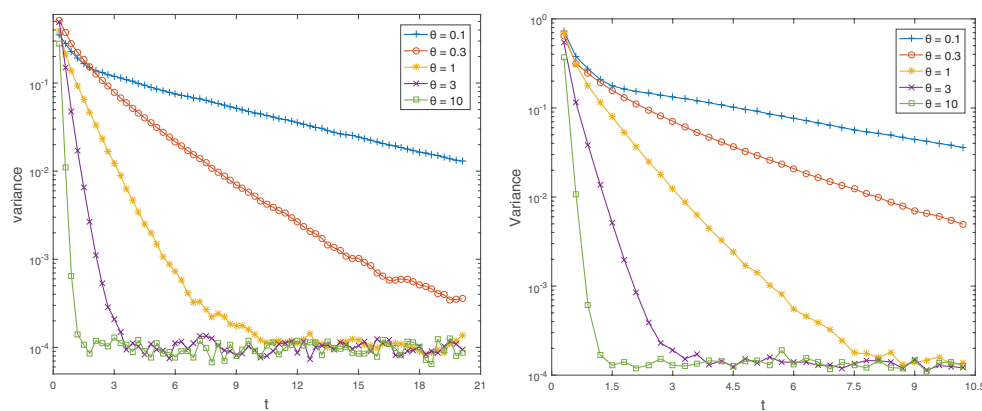 θ = 0.1
θ = 0.3
θ = 1
θ = 3
θ = 10
variance
10^-1
10^-2
10^-3
10^-4
0 3 6 9 12 15 18 21
t
θ = 0.1
θ = 0.3
θ = 1
θ = 3
θ = 10
Variance
10^0
10^-1
10^-2
10^-3
10^-4
0 1.5 3 4.5 6 7.5 9 10.5
t